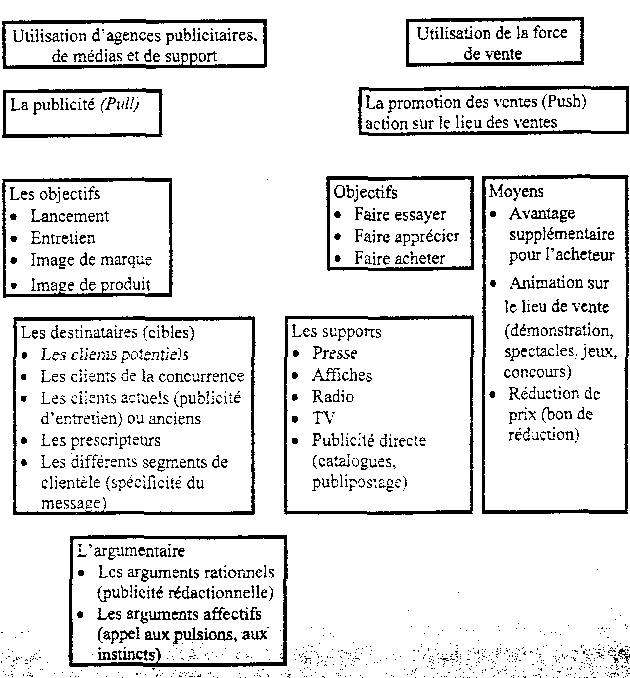 Utilisation d'agences publicitaires,
de médias et de support
Utilisation de la force
de vente
La publicité (Pull)
La promotion des ventes (Push)
action sur le lieu des ventes
Les objectifs
• Lancement
• Entretien
• Image de marque
• Image de produit
Objectifs
• Faire essayer
• Faire apprécier
• Faire acheter
Moyens
• Avantage
supplémentaire
pour l'acheteur
• Animation sur
le lieu de vente
(démonstration,
spectacles, jeux,
concours)
• Réduction de
prix (bon de
réduction)
Les destinataires (cibles)
• Les clients potentiels
• Les clients de la concurrence
• Les clients actuels (publicité
d'entretien) ou anciens
• Les prescripteurs
• Les différents segments de
clientèle (spécificité du
message)
Les supports
• Presse
• Affiches
• Radio
• TV
• Publicité directe
(catalogues,
publipostage)
L'argumentaire
• Les arguments rationnels
(publicité rédactionnelle)
• Les arguments affectifs
(appel aux pulsions, aux
instincts)